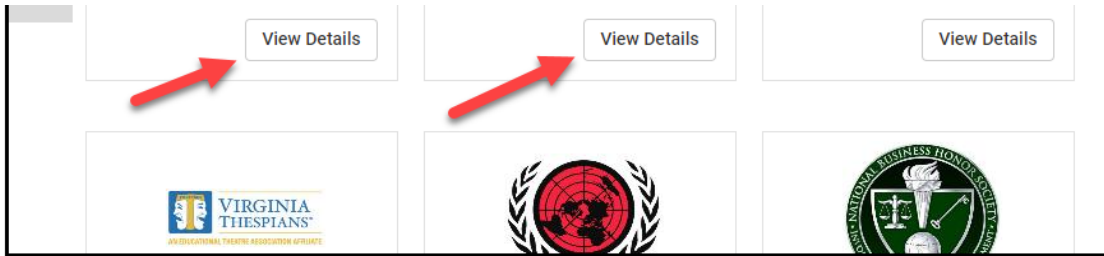 View Details
View Details
View Details
VIRGINIA
THESPIANS
AN EDUCATIONAL THEATRE ASSOCIATION AFFILIATE
NATIONAL BUSINESS HONOR SOCIETY